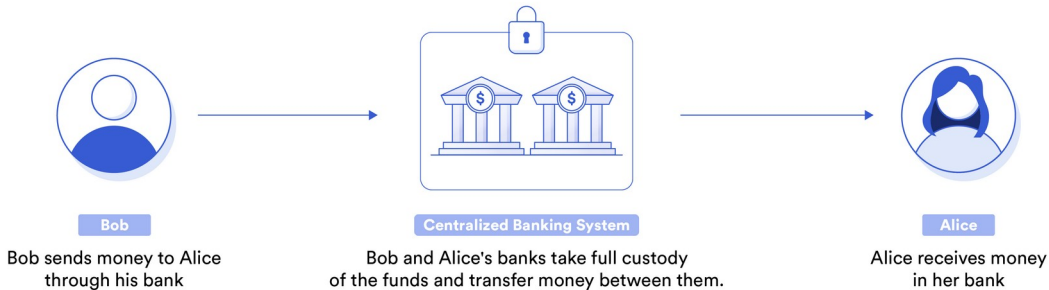 $
$
Bob
Bob sends money to Alice
through his bank
Centralized Banking System
Bob and Alice's banks take full custody
of the funds and transfer money between them.
Alice
Alice receives money
in her bank